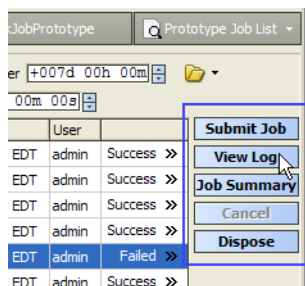 kJobPrototype Prototype Job List
er +007d 00h 00m
00m 00s
User
EDT admin Success »
EDT admin Success »
EDT admin Success »
EDT admin Success »
EDT admin Failed »
EDT admin Success »
Submit Job
View Log
Job Summary
Cancel
Dispose